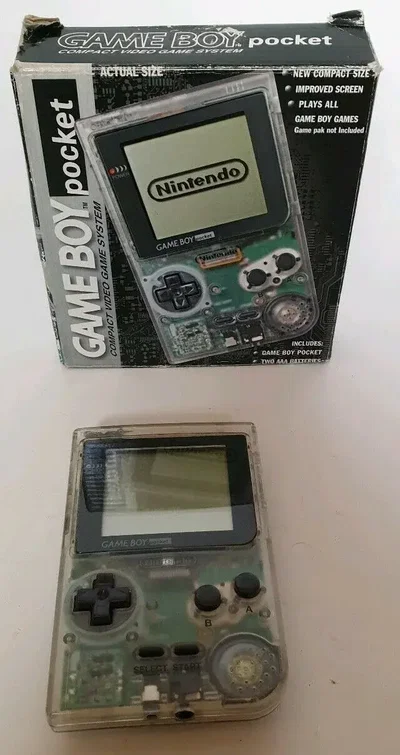 GAME BOY pocket
COMPACT VIDEO GAME SYSTEM
ACTUAL SIZE
• NEW COMPACT SIZE
• IMPROVED SCREEN
• PLAYS ALL
GAME BOY GAMES
Game pak not Included
GAME BOY™ pocket
COMPACT VIDEO GAME SYSTEM
POWER
Nintendo
GAME BOY pocket
Nintendo
INCLUDES:
• GAME BOY POCKET
• TWO AAA BATTERIES
GAME BOY pocket
B
A
SELECT START